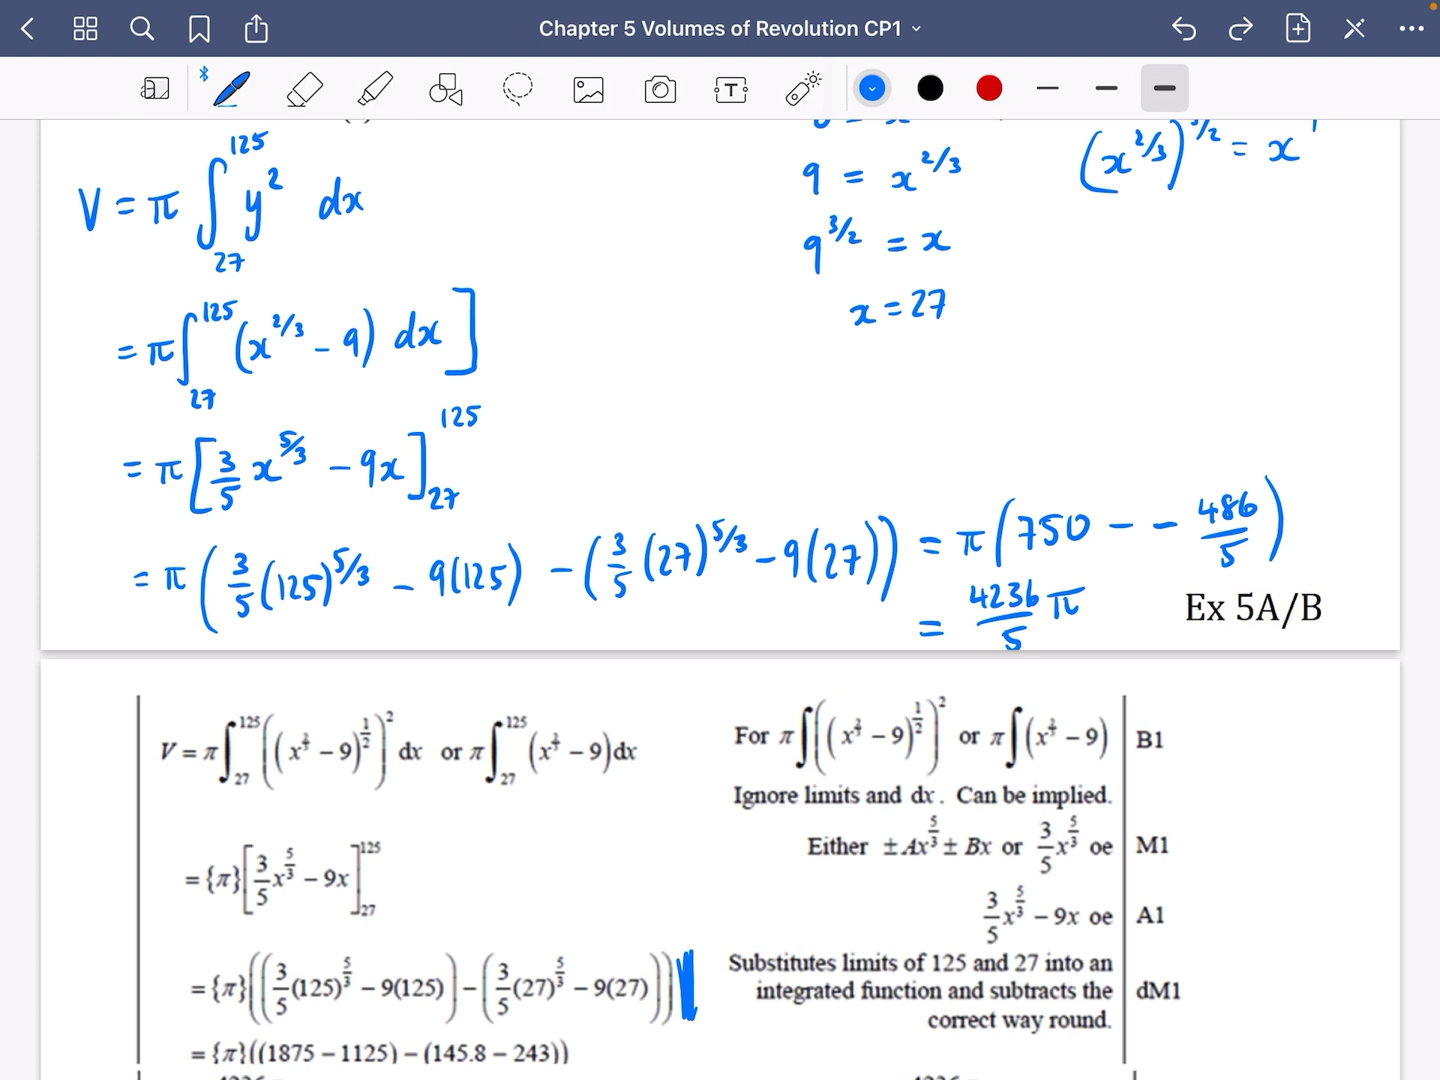 Chapter 5 Volumes of Revolution CP1
T
(x^{2/3})^{3/2} = x^1
V = π ∫_{27}^{125} y^2 dx
9 = x^{2/3}
9^{3/2} = x
x = 27
= π ∫_{27}^{125} (x^{2/3} - 9) dx ]
= π [ 3/5 x^{5/3} - 9x ]_{27}^{125}
= π ( 3/5 (125)^{5/3} - 9(125) - ( 3/5 (27)^{5/3} - 9(27) ) ) = π ( 750 - - 486/5 )
= 4236/5 π
Ex 5A/B
V = π ∫_{27}^{125} ( ( x^{2/3} - 9 )^{1/2} )^2 dx or π ∫_{27}^{125} ( x^{2/3} - 9 ) dx
For π ∫ ( ( x^{2/3} - 9 )^{1/2} )^2 or π ∫ ( x^{2/3} - 9 )
B1
Ignore limits and dx. Can be implied.
= {π} [ 3/5 x^{5/3} - 9x ]_{27}^{125}
Either ± Ax^{5/3} ± Bx or 3/5 x^{5/3} oe
M1
3/5 x^{5/3} - 9x oe
A1
= {π} ( ( 3/5 (125)^{5/3} - 9(125) ) - ( 3/5 (27)^{5/3} - 9(27) ) )
Substitutes limits of 125 and 27 into an
integrated function and subtracts the
correct way round.
dM1
= {π}((1875 - 1125) - (145.8 - 243))